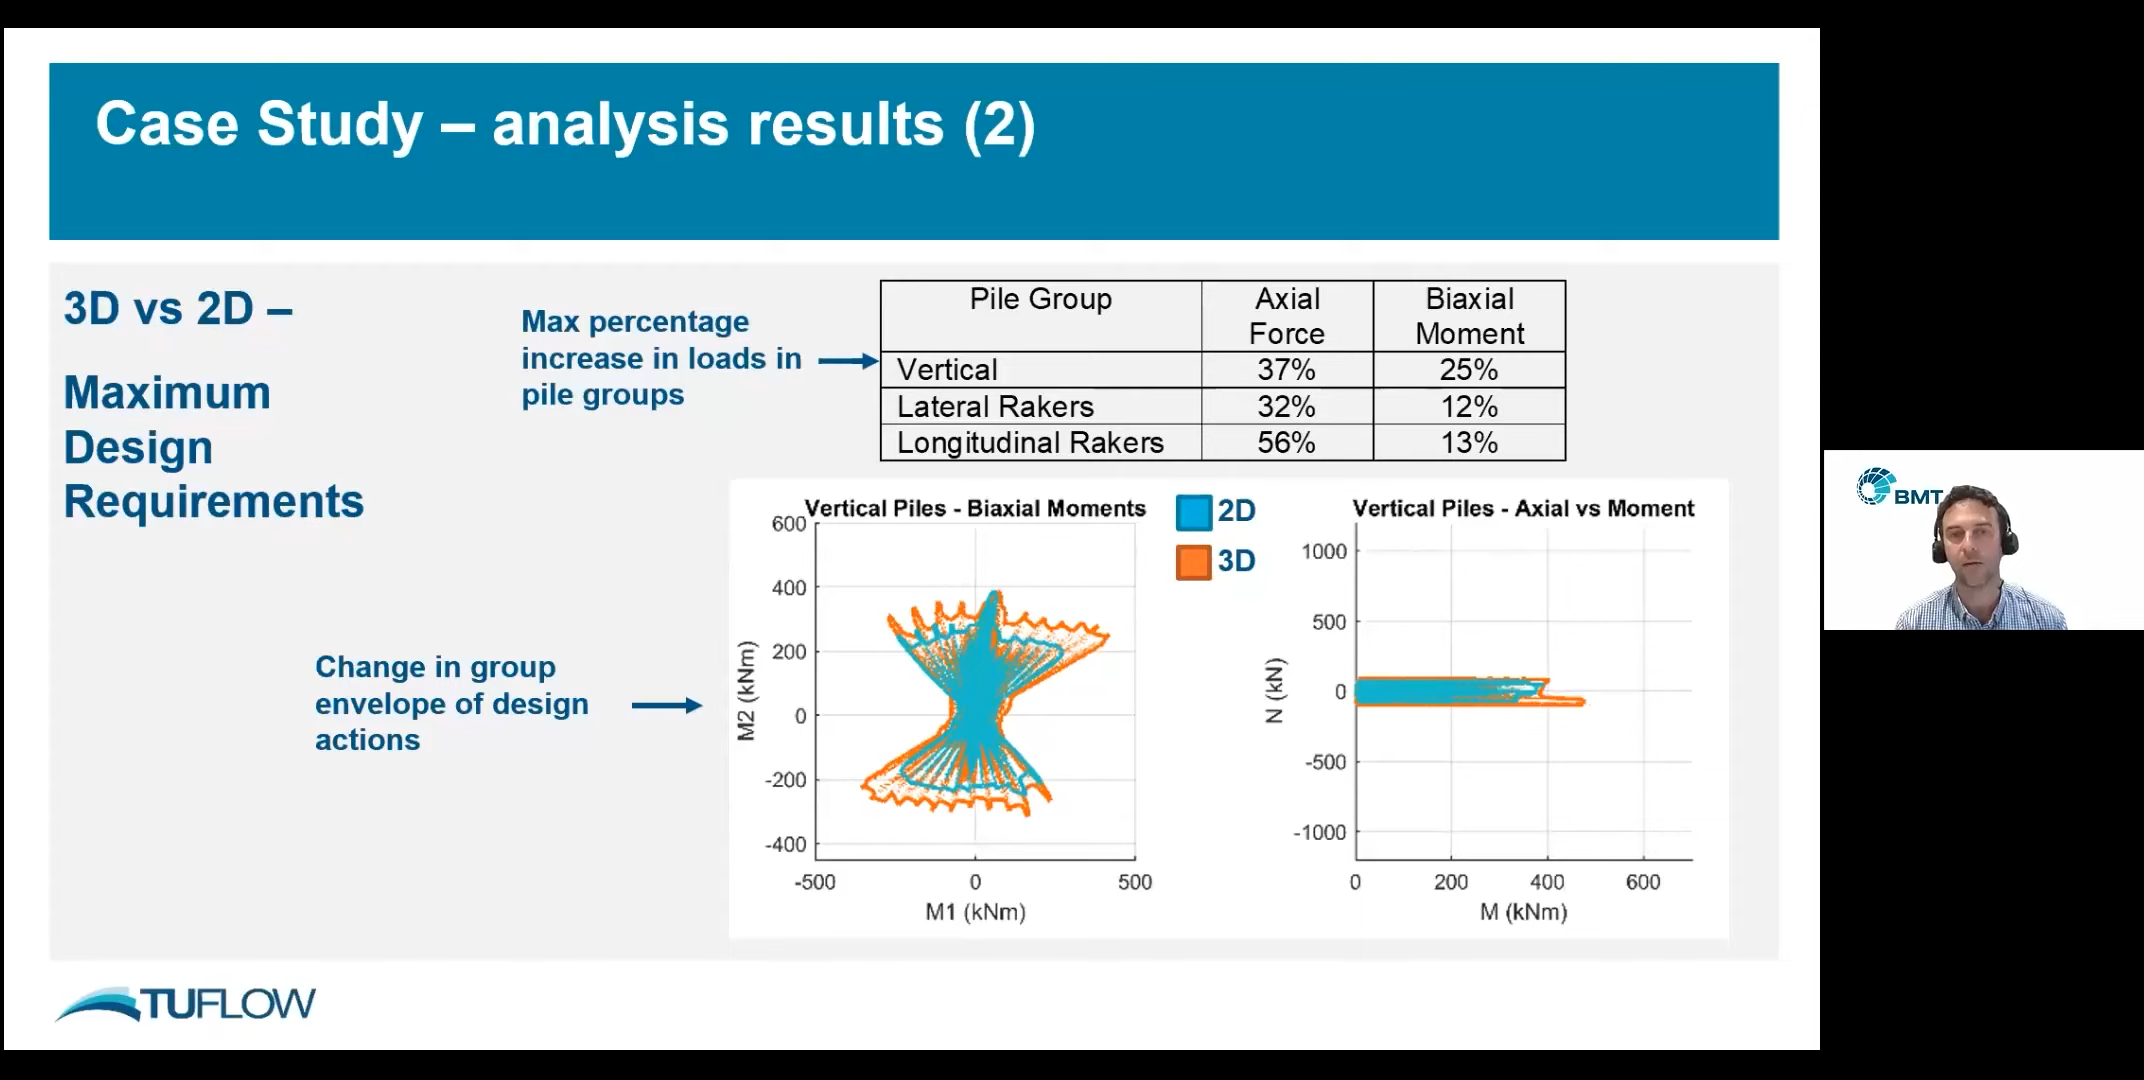 Case Study – analysis results (2)
3D vs 2D –
Maximum
Design
Requirements
Max percentage
increase in loads in
pile groups
Pile Group Axial Force Biaxial Moment
Vertical 37% 25%
Lateral Rakers 32% 12%
Longitudinal Rakers 56% 13%
Change in group
envelope of design
actions
Vertical Piles - Biaxial Moments
600
400
200
0
-200
-400
M2 (kNm)
-500 0 500
M1 (kNm)
2D
3D
Vertical Piles - Axial vs Moment
1000
500
0
-500
-1000
N (kN)
0 200 400 600
M (kNm)
BMT
TUFLOW